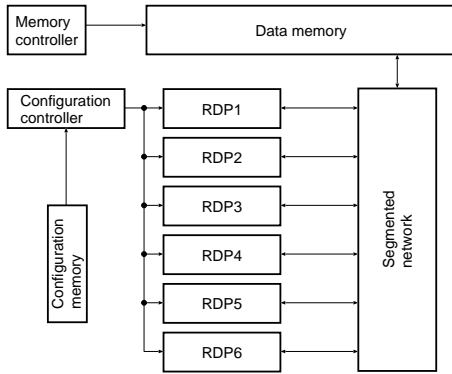 Memory
controller
Data memory
Configuration
controller
RDP1
RDP2
RDP3
RDP4
RDP5
RDP6
Configuration
memory
Segmented
network